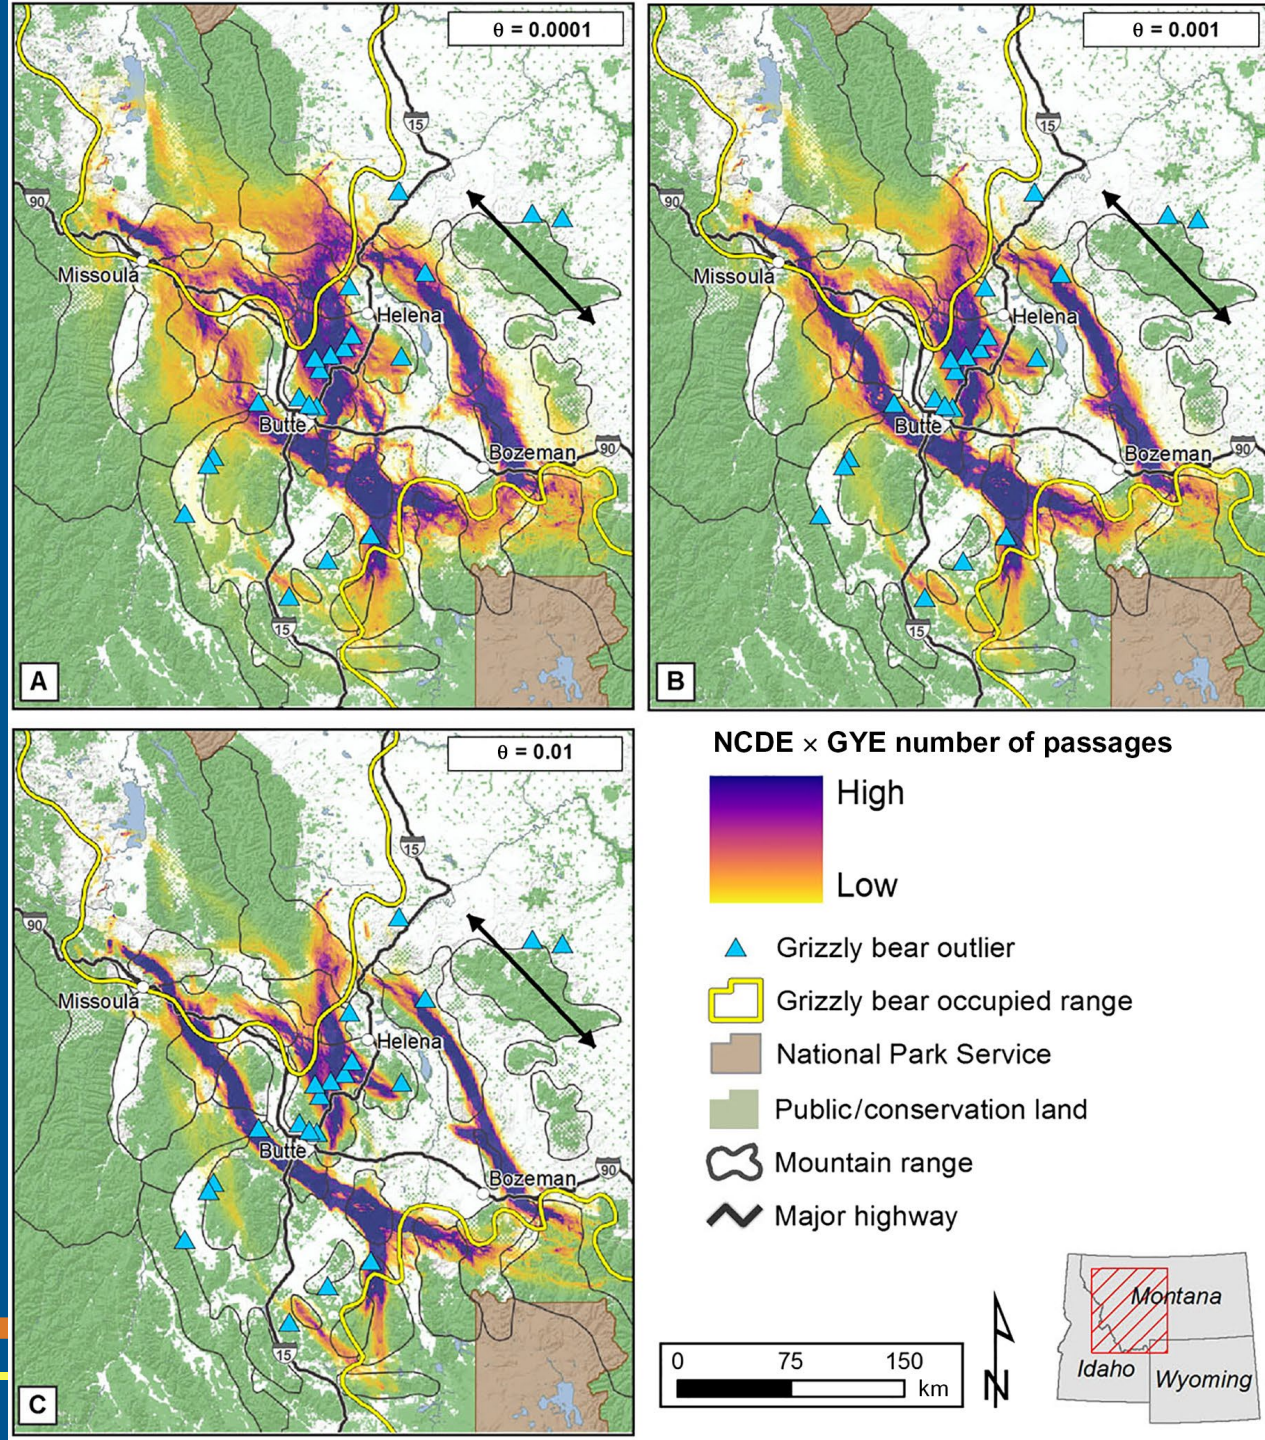 θ = 0.0001
15
90
Missoula
Helena
Butte
Bozeman
90
15
A
θ = 0.001
15
90
Missoula
Helena
Butte
Bozeman
90
15
B
θ = 0.01
15
90
Missoula
Helena
Butte
Bozeman
90
15
C
NCDE × GYE number of passages
High
Low
Grizzly bear outlier
Grizzly bear occupied range
National Park Service
Public/conservation land
Mountain range
Major highway
0 75 150
km
N
Montana
Idaho
Wyoming